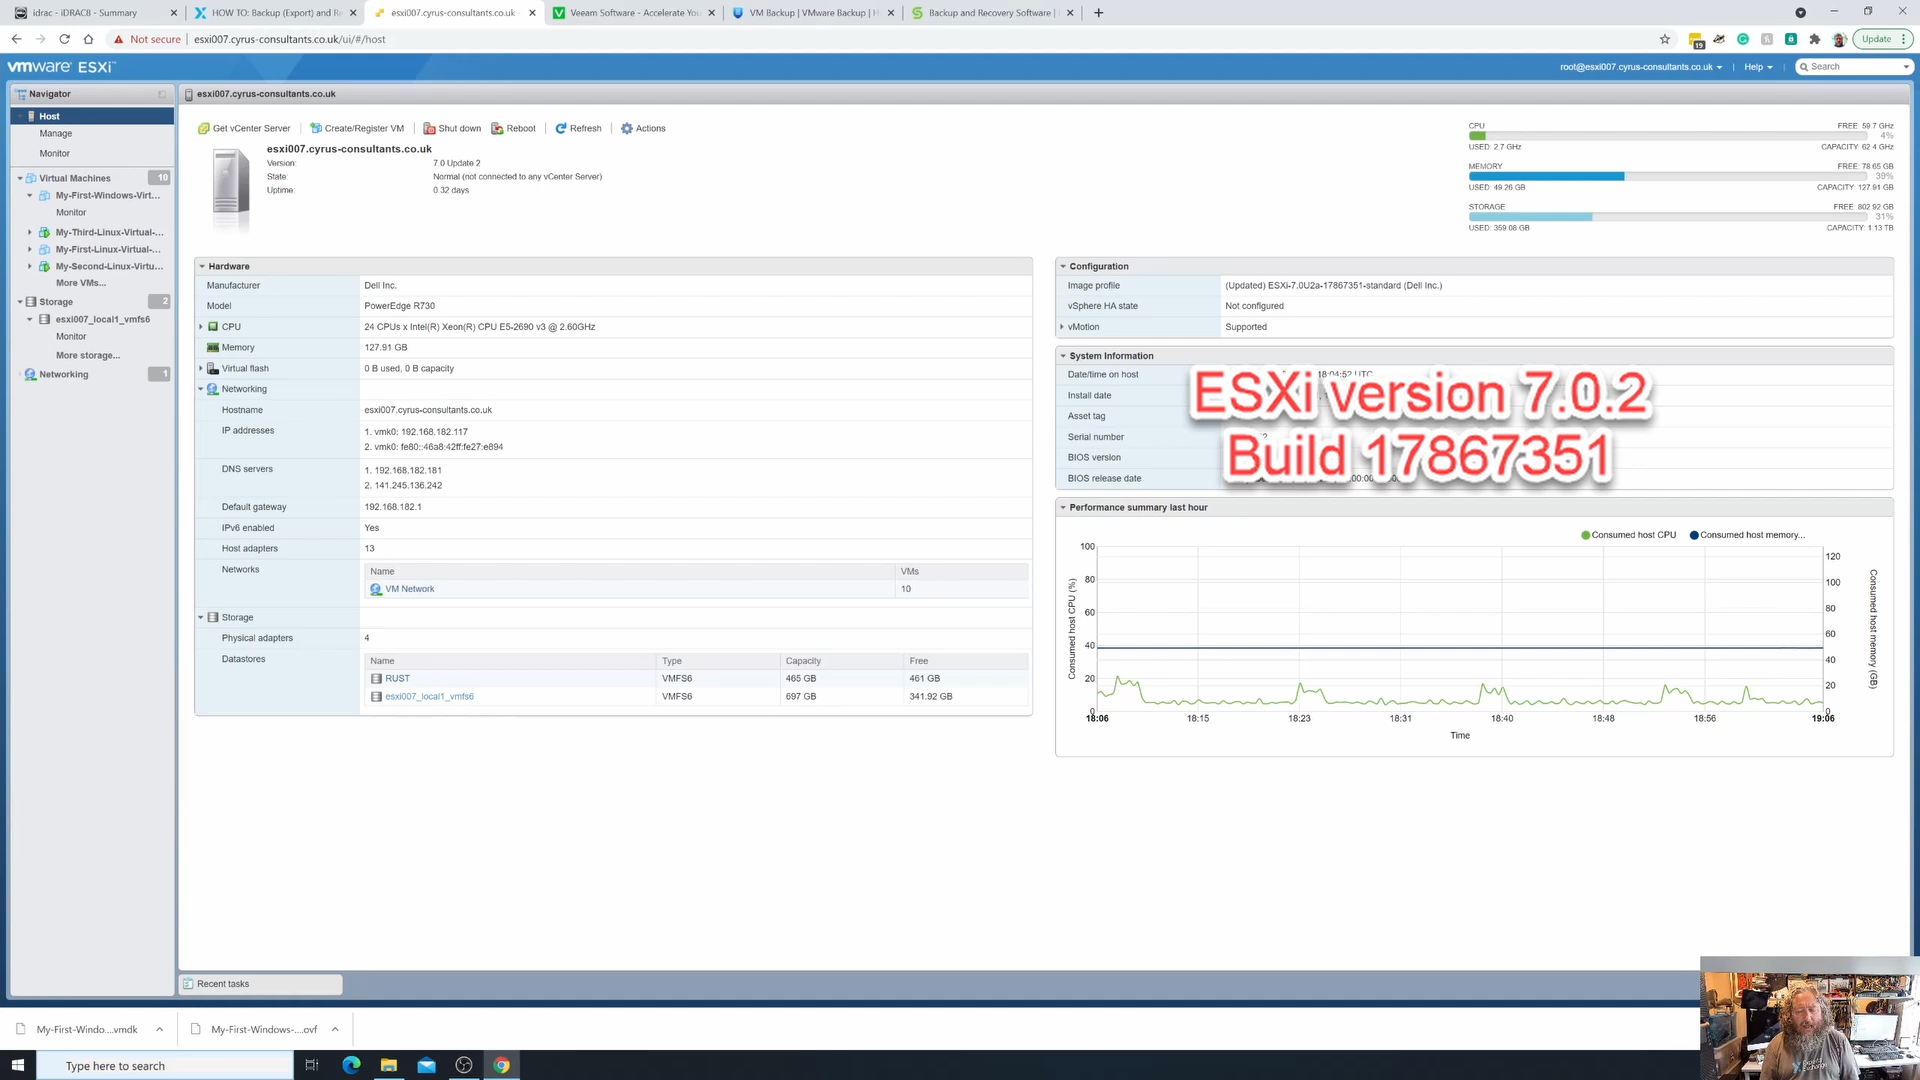 idrac - iDRAC8 - Summary
HOW TO: Backup (Export) and Re
esxi007.cyrus-consultants.co.uk
Veeam Software - Accelerate You
VM Backup | VMware Backup | H
Backup and Recovery Software |
Not secure esxi007.cyrus-consultants.co.uk/ui/#/host
19
Update
vmware ESXi
root@esxi007.cyrus-consultants.co.uk
Help
Search
Navigator
Host
Manage
Monitor
Virtual Machines 10
My-First-Windows-Virt...
Monitor
My-Third-Linux-Virtual-...
My-First-Linux-Virtual-...
My-Second-Linux-Virtu...
More VMs...
Storage 2
esxi007_local1_vmfs6
Monitor
More storage...
Networking 1
esxi007.cyrus-consultants.co.uk
Get vCenter Server Create/Register VM Shut down Reboot Refresh Actions
esxi007.cyrus-consultants.co.uk
Version: 7.0 Update 2
State: Normal (not connected to any vCenter Server)
Uptime: 0.32 days
CPU FREE: 59.7 GHz
4%
USED: 2.7 GHz CAPACITY: 62.4 GHz
MEMORY FREE: 78.65 GB
39%
USED: 49.26 GB CAPACITY: 127.91 GB
STORAGE FREE: 802.92 GB
31%
USED: 359.08 GB CAPACITY: 1.13 TB
Hardware
Manufacturer Dell Inc.
Model PowerEdge R730
CPU 24 CPUs x Intel(R) Xeon(R) CPU E5-2690 v3 @ 2.60GHz
Memory 127.91 GB
Virtual flash 0 B used, 0 B capacity
Networking
Hostname esxi007.cyrus-consultants.co.uk
IP addresses 1. vmk0: 192.168.182.117
2. vmk0: fe80::46a8:42ff:fe27:e894
DNS servers 1. 192.168.182.181
2. 141.245.136.242
Default gateway 192.168.182.1
IPv6 enabled Yes
Host adapters 13
Networks Name VMs
VM Network 10
Storage
Physical adapters 4
Datastores Name Type Capacity Free
RUST VMFS6 465 GB 461 GB
esxi007_local1_vmfs6 VMFS6 697 GB 341.92 GB
Configuration
Image profile (Updated) ESXi-7.0U2a-17867351-standard (Dell Inc.)
vSphere HA state Not configured
vMotion Supported
System Information
Date/time on host 18:04:52 UTC
Install date
Asset tag
Serial number
BIOS version
BIOS release date
ESXi version 7.0.2
Build 17867351
Performance summary last hour
Consumed host CPU Consumed host memory...
Consumed host CPU (%)
100
80
60
40
20
0
120
100
80
60
40
20
0
Consumed host memory (GB)
18:06 18:15 18:23 18:31 18:40 18:48 18:56 19:06
Time
Recent tasks
My-First-Windo....vmdk
My-First-Windows-....ovf
Type here to search